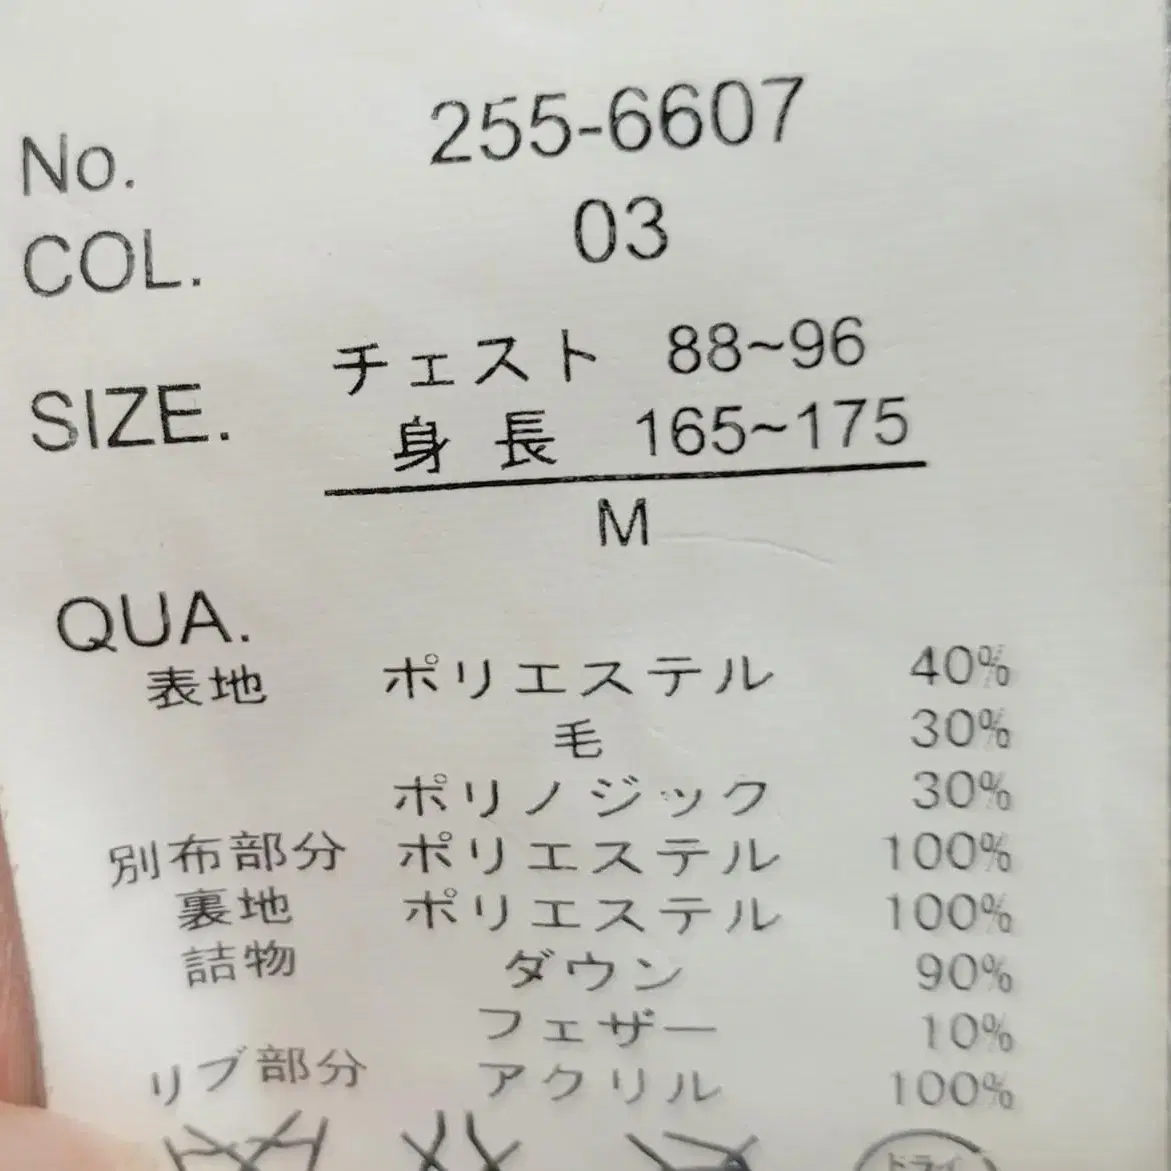 No. 255-6607
COL. 03
SIZE. チェスト 88~96
身長 165~175
M
QUA.
表地 ポリエステル 40%
毛 30%
ポリノジック 30%
別布部分 ポリエステル 100%
裏地 ポリエステル 100%
詰物 ダウン 90%
フェザー 10%
リブ部分 アクリル 100%
ドライ